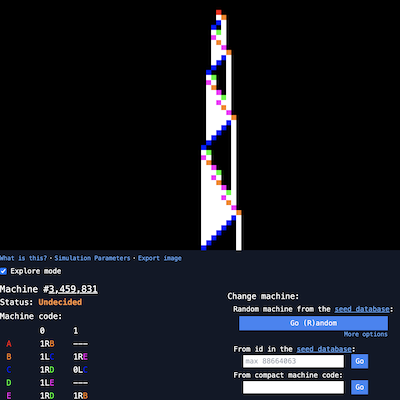 What is this? • Simulation Parameters • Export image
Explore mode
Machine #3,459,831
Status: Undecided
Machine code:
0 1
A 1RB ---
B 1LC 1RE
C 1RD 0LC
D 1LE ---
E 1RD 1RB
Change machine:
Random machine from the seed database:
Go (R)andom
More options
From id in the seed database:
max 88664063 Go
From compact machine code:
Go